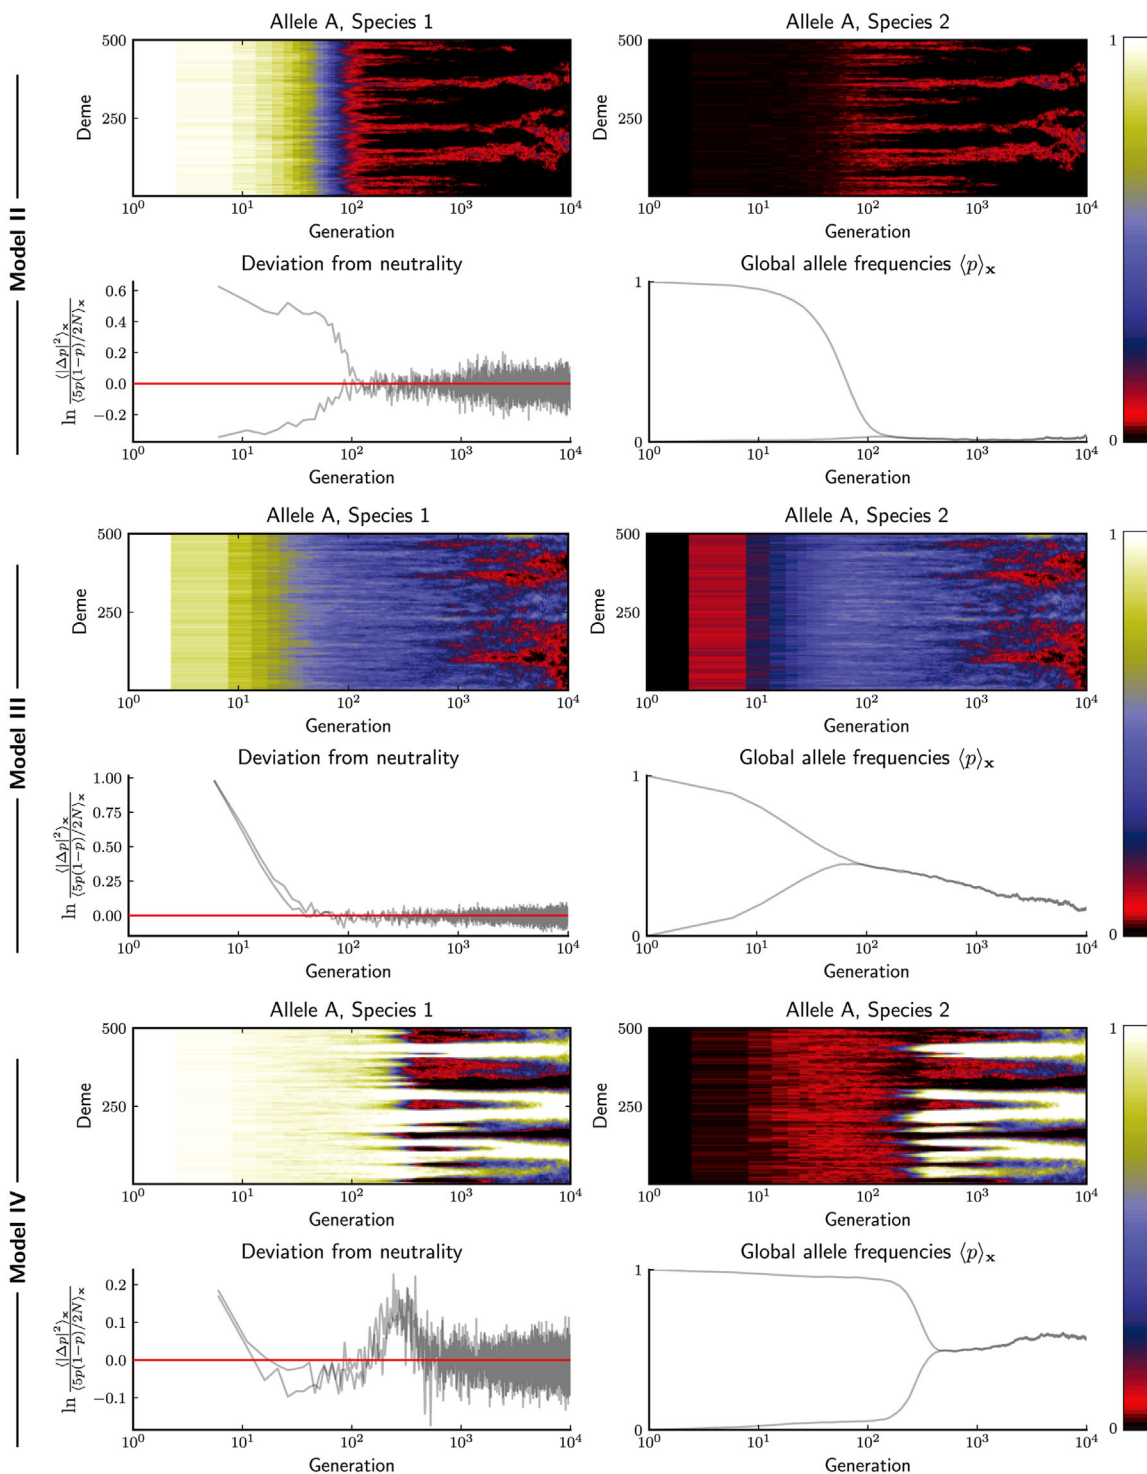 Model II
Allele A, Species 1
500
250
Deme
10^0 10^1 10^2 10^3 10^4
Generation
Allele A, Species 2
500
250
Deme
10^0 10^1 10^2 10^3 10^4
Generation
1
0
Deviation from neutrality
0.6
0.4
0.2
0.0
−0.2
ln ⟨|Δp|²⟩x / ⟨5p(1−p)/2N⟩x
10^0 10^1 10^2 10^3 10^4
Generation
Global allele frequencies ⟨p⟩x
1
0
10^0 10^1 10^2 10^3 10^4
Generation
Model III
Allele A, Species 1
500
250
Deme
10^0 10^1 10^2 10^3 10^4
Generation
Allele A, Species 2
500
250
Deme
10^0 10^1 10^2 10^3 10^4
Generation
1
0
Deviation from neutrality
1.00
0.75
0.50
0.25
0.00
ln ⟨|Δp|²⟩x / ⟨5p(1−p)/2N⟩x
10^0 10^1 10^2 10^3 10^4
Generation
Global allele frequencies ⟨p⟩x
1
0
10^0 10^1 10^2 10^3 10^4
Generation
Model IV
Allele A, Species 1
500
250
Deme
10^0 10^1 10^2 10^3 10^4
Generation
Allele A, Species 2
500
250
Deme
10^0 10^1 10^2 10^3 10^4
Generation
1
0
Deviation from neutrality
0.2
0.1
0.0
−0.1
ln ⟨|Δp|²⟩x / ⟨5p(1−p)/2N⟩x
10^0 10^1 10^2 10^3 10^4
Generation
Global allele frequencies ⟨p⟩x
1
0
10^0 10^1 10^2 10^3 10^4
Generation